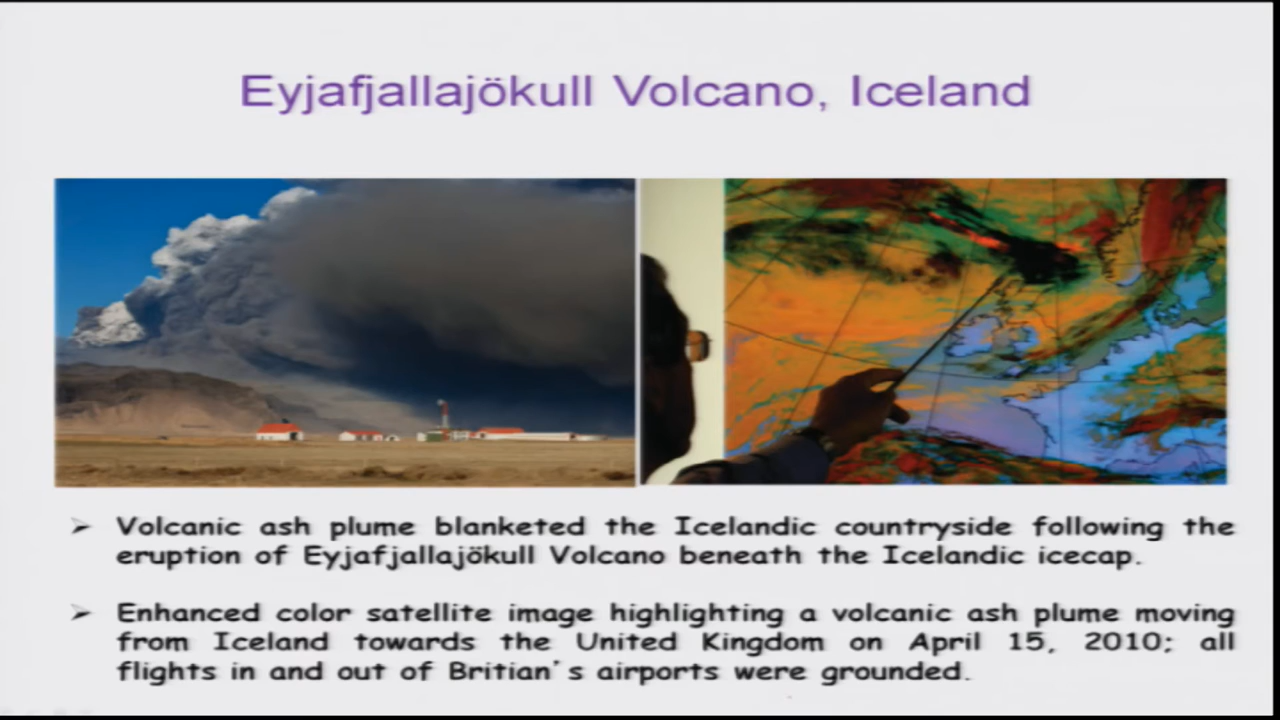 Eyjafjallajökull Volcano, Iceland
➢ Volcanic ash plume blanketed the Icelandic countryside following the
eruption of Eyjafjallajökull Volcano beneath the Icelandic icecap.
➢ Enhanced color satellite image highlighting a volcanic ash plume moving
from Iceland towards the United Kingdom on April 15, 2010; all
flights in and out of Britian's airports were grounded.